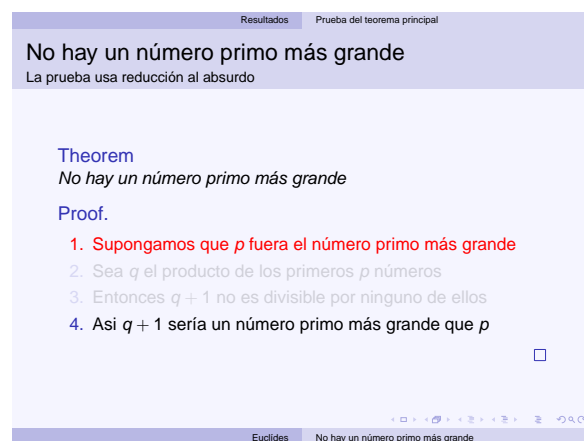 Resultados Prueba del teorema principal
No hay un número primo más grande
La prueba usa reducción al absurdo
Theorem
No hay un número primo más grande
Proof.
1. Supongamos que p fuera el número primo más grande
2. Sea q el producto de los primeros p números
3. Entonces q + 1 no es divisible por ninguno de ellos
4. Asi q + 1 sería un número primo más grande que p
Euclides No hay un número primo más grande